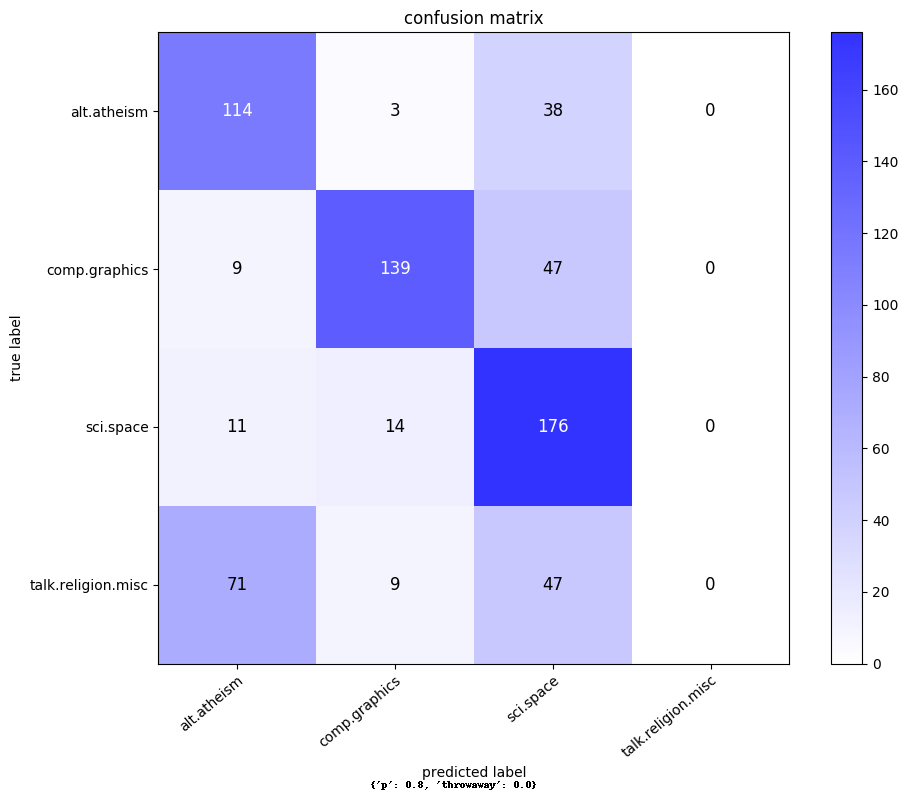 confusion matrix
alt.atheism 114 3 38 0 160
140
comp.graphics 9 139 47 0 120
100
true label
80
sci.space 11 14 176 0 60
40
talk.religion.misc 71 9 47 0 20
0
alt.atheism comp.graphics sci.space talk.religion.misc
predicted label
{'p': 0.8, 'throwaway': 0.0}